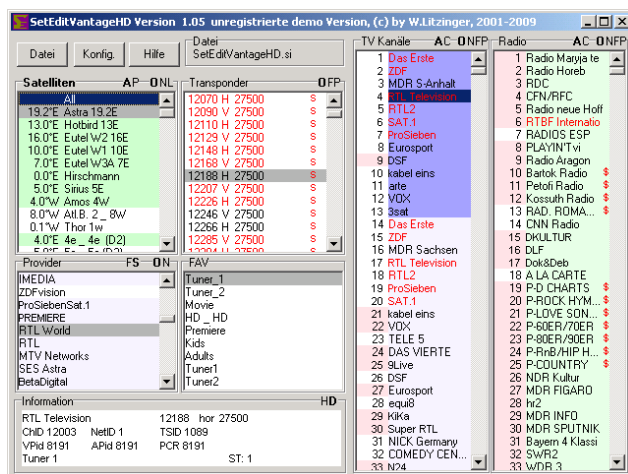 SetEditVantageHD Version 1.05 unregistrierte demo Version, (c) by W.Litzinger, 2001-2009
Datei
Konfig.
Hilfe
Datei
SetEditVantageHD.si
Satelliten AP ONL
All
19.2°E Astra 19.2E
13.0°E Hotbird 13E
16.0°E Eutel W2 16E
10.0°E Eutel W1 10E
7.0°E Eutel W3A 7E
0.0°E Hirschmann
5.0°E Sirius 5E
4.0°W Amos 4W
8.0°W Atl.B. 2 _ 8W
0.1°W Thor 1w
4.0°E 4e _ 4e (D2)
Transponder OFP
12070 H 27500 S
12090 V 27500 S
12110 H 27500 S
12129 V 27500 S
12148 H 27500 S
12168 V 27500 S
12188 H 27500 S
12207 V 27500 S
12226 H 27500 S
12246 V 27500 S
12266 H 27500 S
12285 V 27500 S
Provider FS ON
IMEDIA
ZDFvision
ProSiebenSat.1
PREMIERE
RTL World
RTL
MTV Networks
SES Astra
BetaDigital
FAV
Tuner_1
Tuner_2
Movie
HD _ HD
Premiere
Kids
Adults
Tuner1
Tuner2
Information HD
RTL Television 12188 hor 27500
ChID 12003 NetID 1 TSID 1089
VPid 8191 APid 8191 PCR 8191
Tuner 1 ST: 1
TV Kanäle AC ONFP
1 Das Erste
2 ZDF
3 MDR S-Anhalt
4 RTL Television
5 RTL2
6 SAT.1
7 ProSieben
8 Eurosport
9 DSF
10 kabel eins
11 arte
12 VOX
13 3sat
14 Das Erste
15 ZDF
16 MDR Sachsen
17 RTL Television
18 RTL2
19 ProSieben
20 SAT.1
21 kabel eins
22 VOX
23 TELE 5
24 DAS VIERTE
25 9Live
26 DSF
27 Eurosport
28 equi8
29 KiKa
30 Super RTL
31 NICK Germany
32 COMEDY CEN...
33 N24
Radio AC ONFP
1 Radio Maryja te
2 Radio Horeb
3 RDC
4 CFN/RFC
5 Radio neue Hoff
6 RTBF Internatio
7 RADIOS ESP
8 PLAYIN'Tvi
9 Radio Aragon
10 Bartok Radio $
11 Petofi Radio $
12 Kossuth Radio $
13 RAD. ROMA... $
14 CNN Radio
15 DKULTUR
16 DLF
17 Dok&Deb
18 A LA CARTE
19 P-D CHARTS $
20 P-ROCK HYM... $
21 P-LOVE SON... $
22 P-60ER/70ER $
23 P-80ER/90ER $
24 P-RnB/HIP H... $
25 P-COUNTRY $
26 NDR Kultur
27 MDR FIGARO
28 hr2
29 MDR INFO
30 MDR SPUTNIK
31 Bayern 4 Klassi
32 SWR2
33 WDR 3